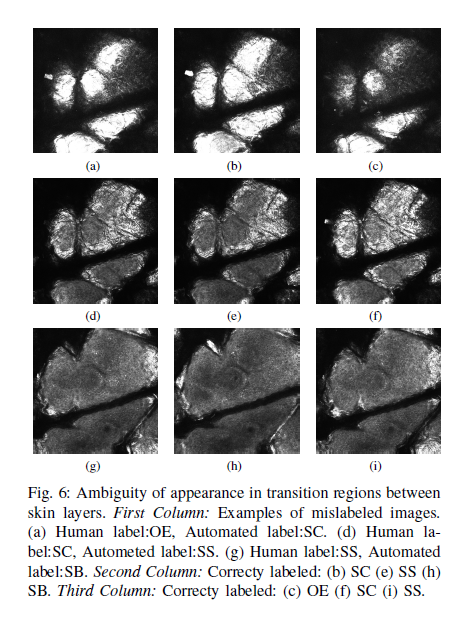 (a)
(b)
(c)
(d)
(e)
(f)
(g)
(h)
(i)
Fig. 6: Ambiguity of appearance in transition regions between
skin layers. First Column: Examples of mislabeled images.
(a) Human label:OE, Automated label:SC. (d) Human la-
bel:SC, Autometed label:SS. (g) Human label:SS, Automated
label:SB. Second Column: Correcty labeled: (b) SC (e) SS (h)
SB. Third Column: Correcty labeled: (c) OE (f) SC (i) SS.